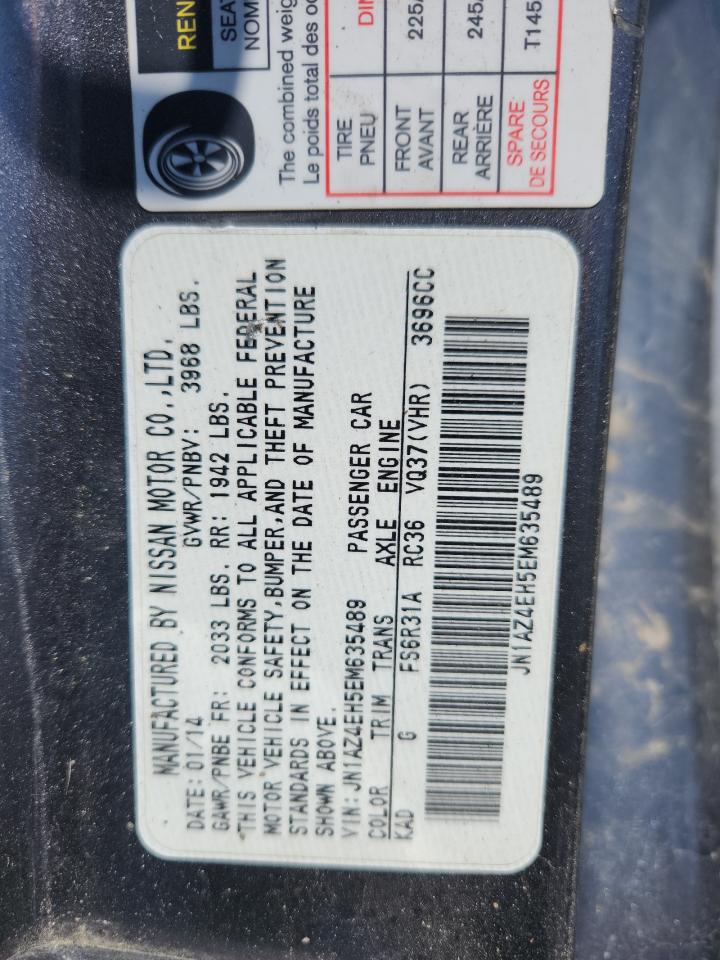 REN
SEAT
NOM
The combined weig
Le poids total des oc
TIRE
PNEU
DIM
FRONT
AVANT
225/
REAR
ARRIÈRE
245/
SPARE
DE SECOURS
T145
MANUFACTURED BY NISSAN MOTOR CO.,LTD.
DATE: 01/14 GVWR/PNBV: 3968 LBS.
GAWR/PNBE FR: 2033 LBS. RR: 1942 LBS.
THIS VEHICLE CONFORMS TO ALL APPLICABLE FEDERAL
MOTOR VEHICLE SAFETY,BUMPER,AND THEFT PREVENTION
STANDARDS IN EFFECT ON THE DATE OF MANUFACTURE
SHOWN ABOVE.
VIN:JN1AZ4EH5EM635489 PASSENGER CAR
COLOR TRIM TRANS AXLE ENGINE
KAD G FS6R31A RC36 VQ37(VHR) 3696CC
JN1AZ4EH5EM635489